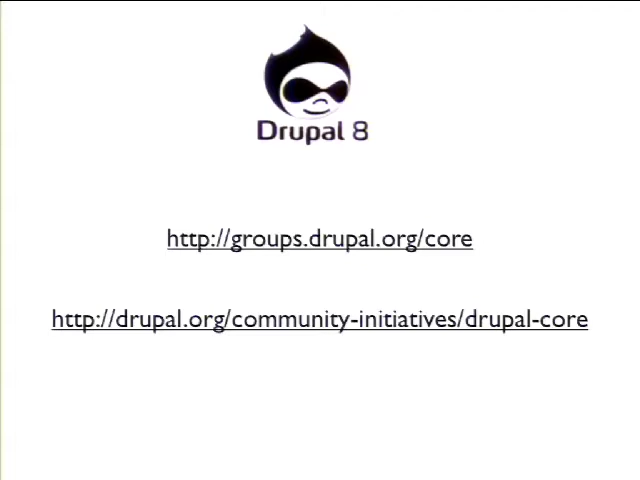 Drupal 8
http://groups.drupal.org/core
http://drupal.org/community-initiatives/drupal-core